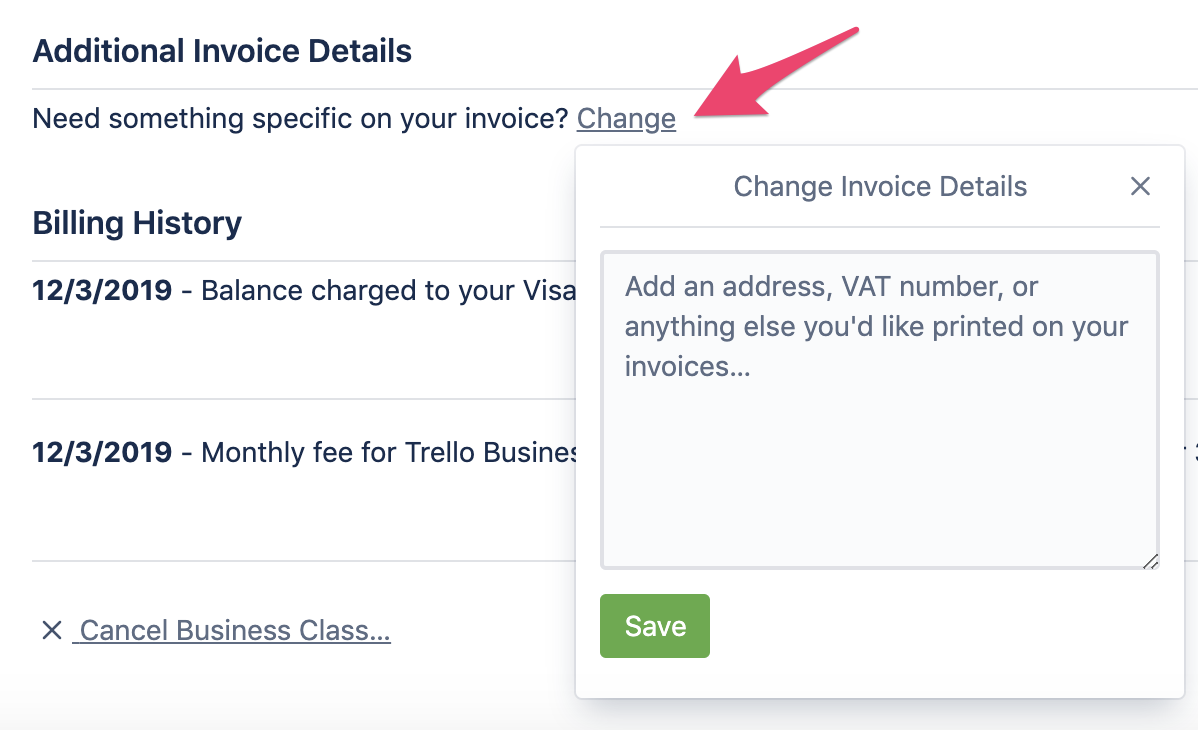 Additional Invoice Details
Need something specific on your invoice? Change
Change Invoice Details
Billing History
Add an address, VAT number, or
anything else you'd like printed on your
invoices...
12/3/2019 - Balance charged to your Visa
12/3/2019 - Monthly fee for Trello
Save
Cancel Business Class...